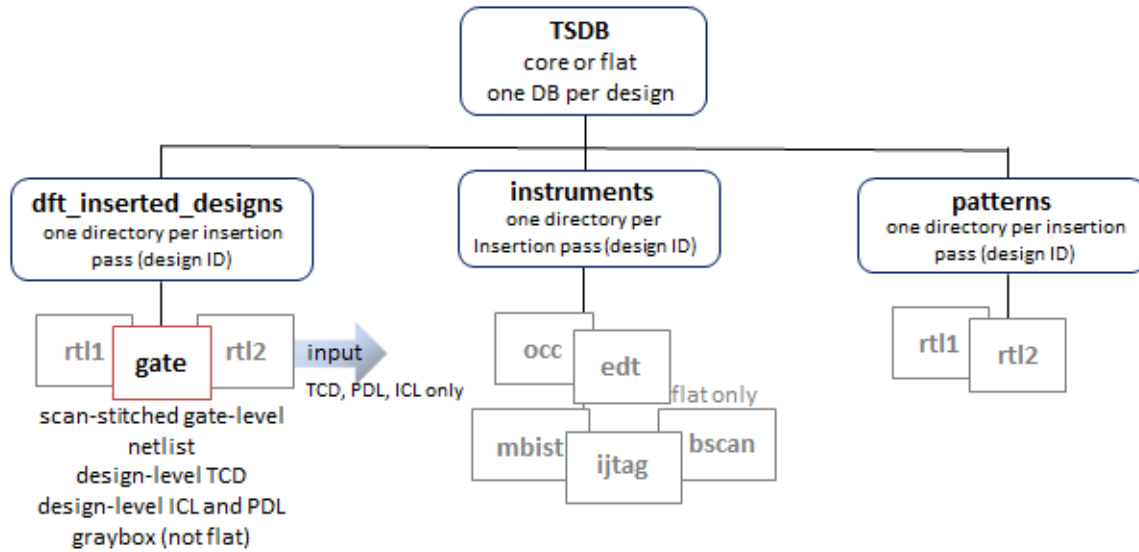 TSDB
core or flat
one DB per design
dft_inserted_designs
one directory per insertion
pass (design ID)
instruments
one directory per
Insertion pass (design ID)
patterns
one directory per insertion
pass (design ID)
rtl1
gate
rtl2
input
TCD, PDL, ICL only
scan-stitched gate-level
netlist
design-level TCD
design-level ICL and PDL
graybox (not flat)
occ
edt
flat only
mbist
ijtag
bscan
rtl1
rtl2